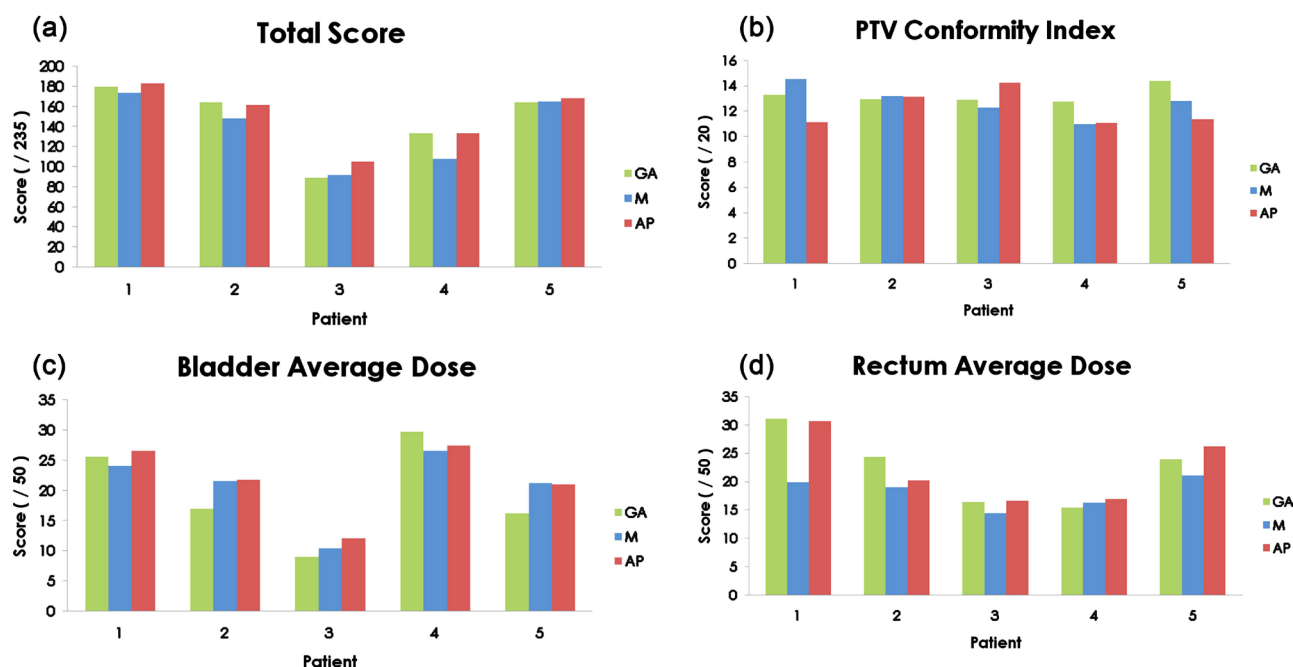 (a)
Total Score
Score ( / 235)
200
180
160
140
120
100
80
60
40
20
0
1 2 3 4 5
Patient
GA
M
AP
(b)
PTV Conformity Index
Score ( / 20)
16
14
12
10
8
6
4
2
0
1 2 3 4 5
Patient
GA
M
AP
(c)
Bladder Average Dose
Score ( / 50)
35
30
25
20
15
10
5
0
1 2 3 4 5
Patient
GA
M
AP
(d)
Rectum Average Dose
Score ( / 50)
35
30
25
20
15
10
5
0
1 2 3 4 5
Patient
GA
M
AP